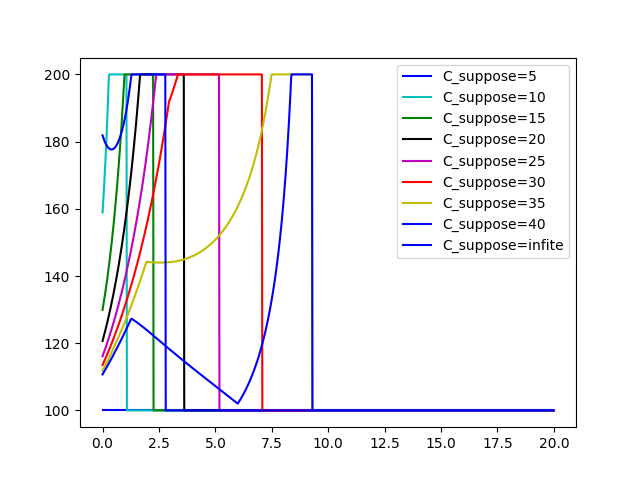 200
180
160
140
120
100
0.0 2.5 5.0 7.5 10.0 12.5 15.0 17.5 20.0
C_suppose=5
C_suppose=10
C_suppose=15
C_suppose=20
C_suppose=25
C_suppose=30
C_suppose=35
C_suppose=40
C_suppose=infite